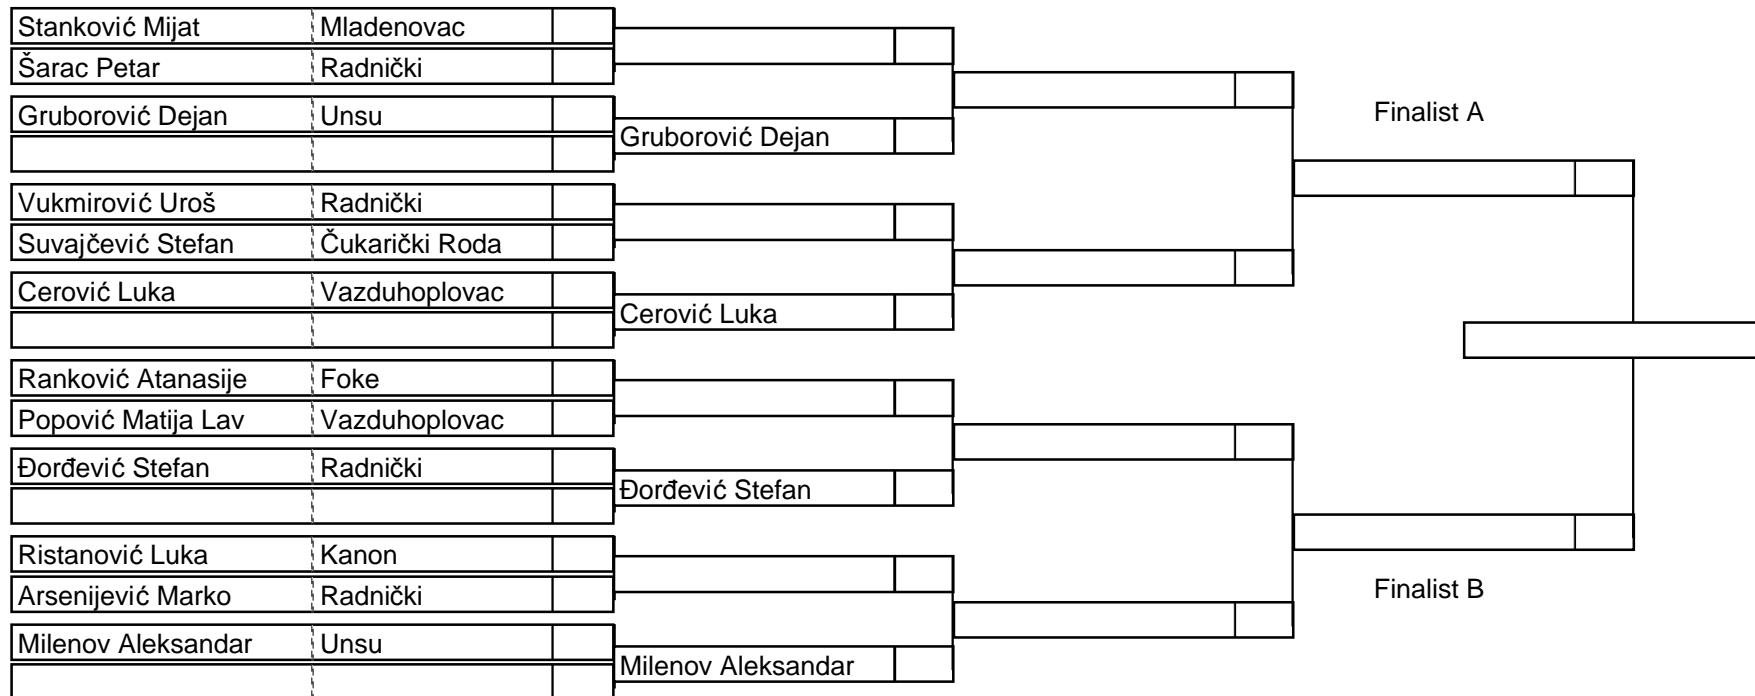 Stanković Mijat Mladenovac
Šarac Petar Radnički
Gruborović Dejan Unsu
Gruborović Dejan
Vukmirović Uroš Radnički
Suvajčević Stefan Čukarički Roda
Cerović Luka Vazduhoplovac
Cerović Luka
Ranković Atanasije Foke
Popović Matija Lav Vazduhoplovac
Đorđević Stefan Radnički
Đorđević Stefan
Ristanović Luka Kanon
Arsenijević Marko Radnički
Milenov Aleksandar Unsu
Milenov Aleksandar
Finalist A
Finalist B